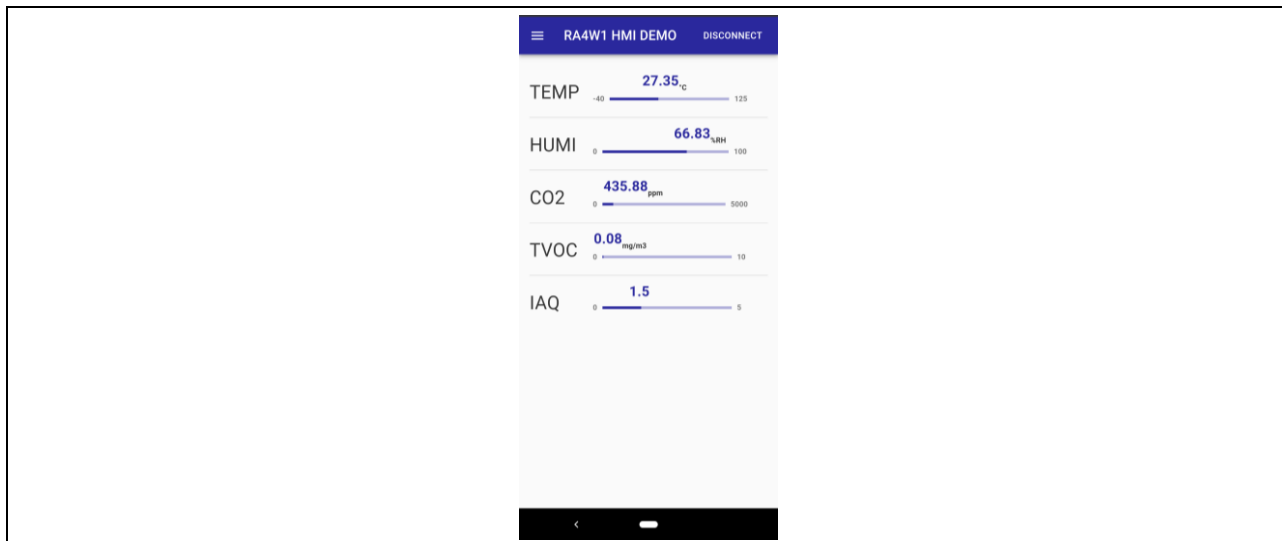 RA4W1 HMI DEMO DISCONNECT
27.35°C
TEMP -40 125
66.83%RH
HUMI 0 100
435.88ppm
CO2 0 5000
0.08mg/m3
TVOC 0 10
1.5
IAQ 0 5